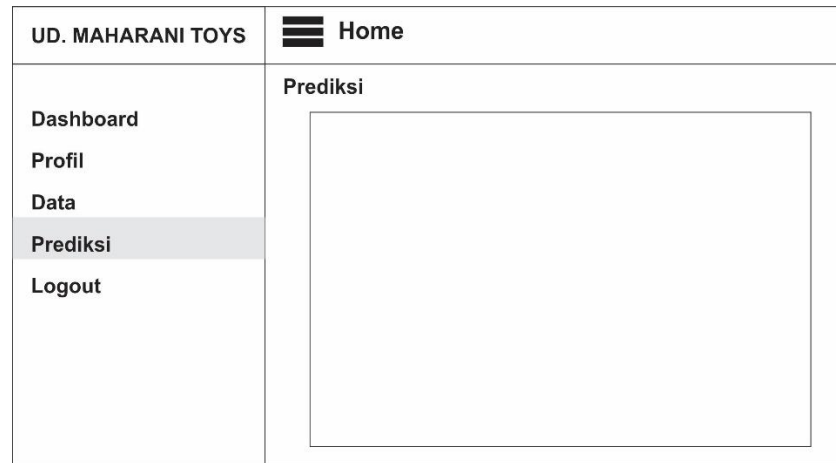 UD. MAHARANI TOYS
Home
Dashboard
Profil
Data
Prediksi
Logout
Prediksi